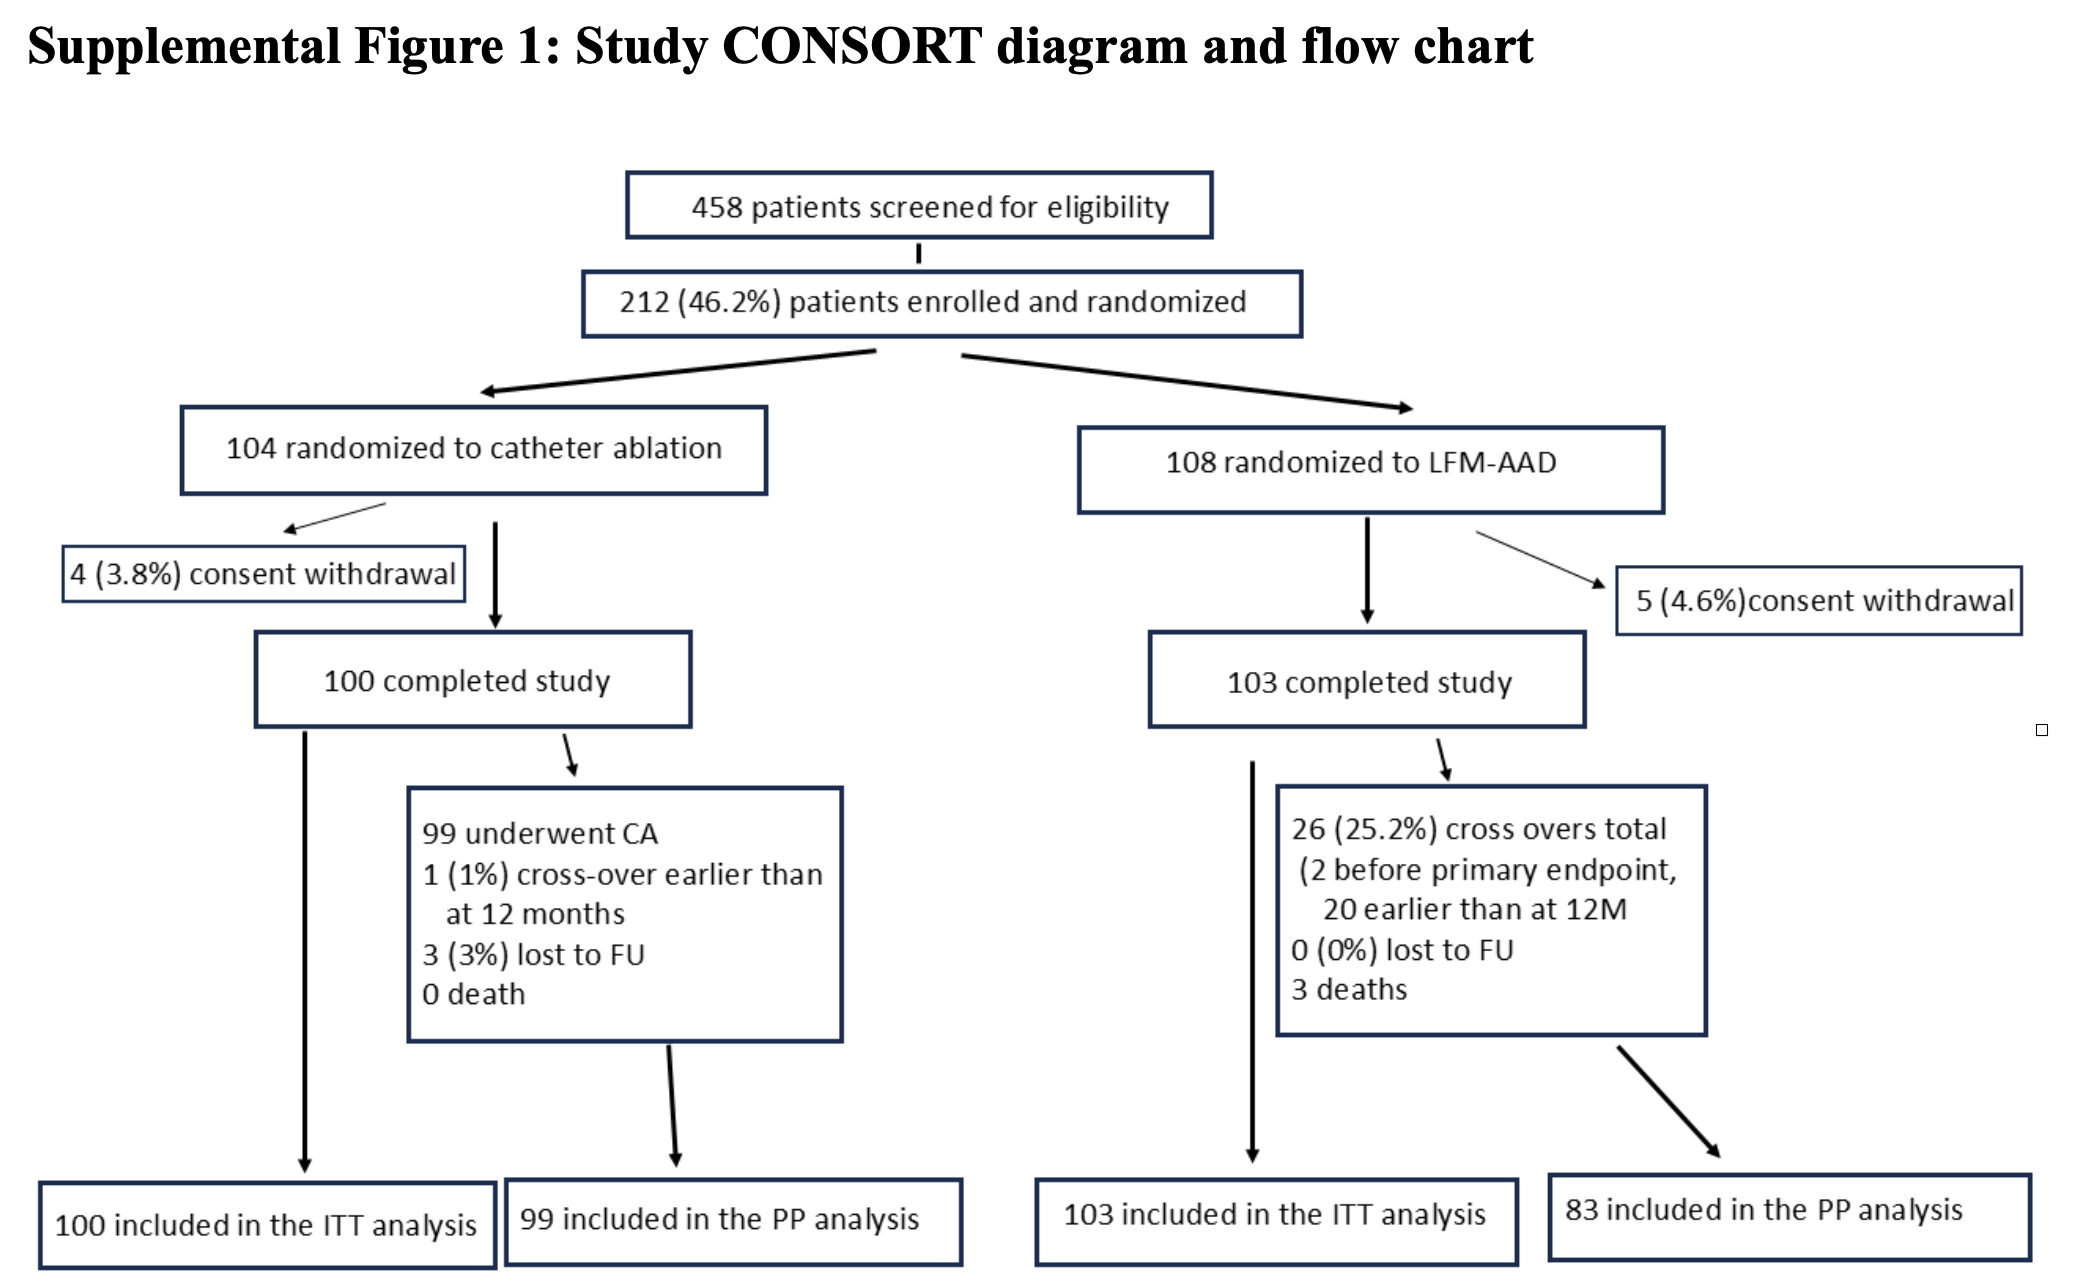 Supplemental Figure 1: Study CONSORT diagram and flow chart
458 patients screened for eligibility
212 (46.2%) patients enrolled and randomized
104 randomized to catheter ablation
108 randomized to LFM-AAD
4 (3.8%) consent withdrawal
5 (4.6%)consent withdrawal
100 completed study
103 completed study
99 underwent CA
1 (1%) cross-over earlier than
at 12 months
3 (3%) lost to FU
0 death
26 (25.2%) cross overs total
(2 before primary endpoint,
20 earlier than at 12M
0 (0%) lost to FU
3 deaths
100 included in the ITT analysis
99 included in the PP analysis
103 included in the ITT analysis
83 included in the PP analysis